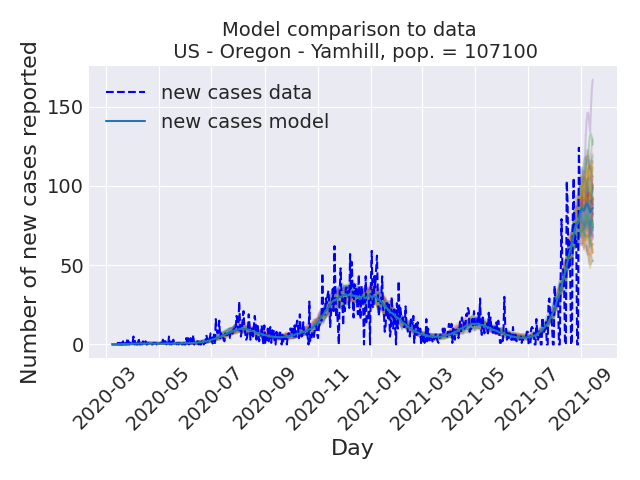 Model comparison to data
US - Oregon - Yamhill, pop. = 107100
Number of new cases reported
150
100
50
0
new cases data
new cases model
2020-03
2020-05
2020-07
2020-09
2020-11
2021-01
2021-03
2021-05
2021-07
2021-09
Day